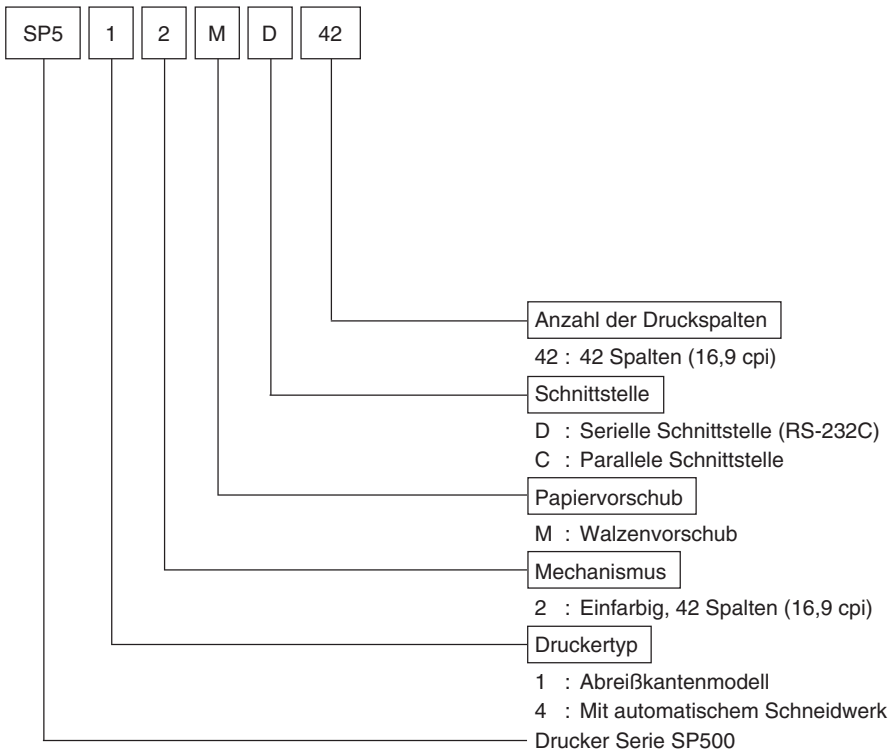 SP5 1 2 M D 42
Anzahl der Druckspalten
42 : 42 Spalten (16,9 cpi)
Schnittstelle
D : Serielle Schnittstelle (RS-232C)
C : Parallele Schnittstelle
Papiervorschub
M : Walzenvorschub
Mechanismus
2 : Einfarbig, 42 Spalten (16,9 cpi)
Druckertyp
1 : Abreißkantenmodell
4 : Mit automatischem Schneidwerk
Drucker Serie SP500